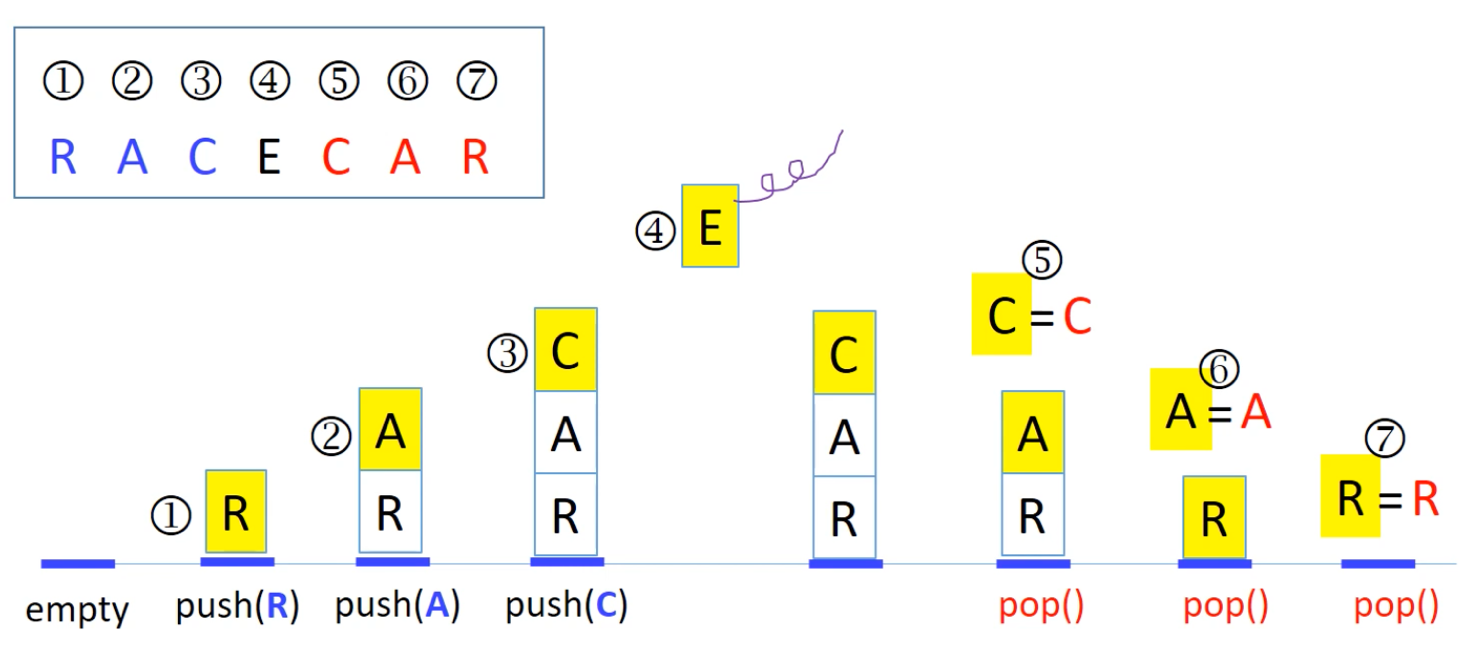 ① ② ③ ④ ⑤ ⑥ ⑦
R A C E C A R
④ E
⑤
C = C
③ C
A
R
C
A
R
⑥
A = A
② A
R
A
R
⑦
R = R
① R
R
empty push(R) push(A) push(C) pop() pop() pop()